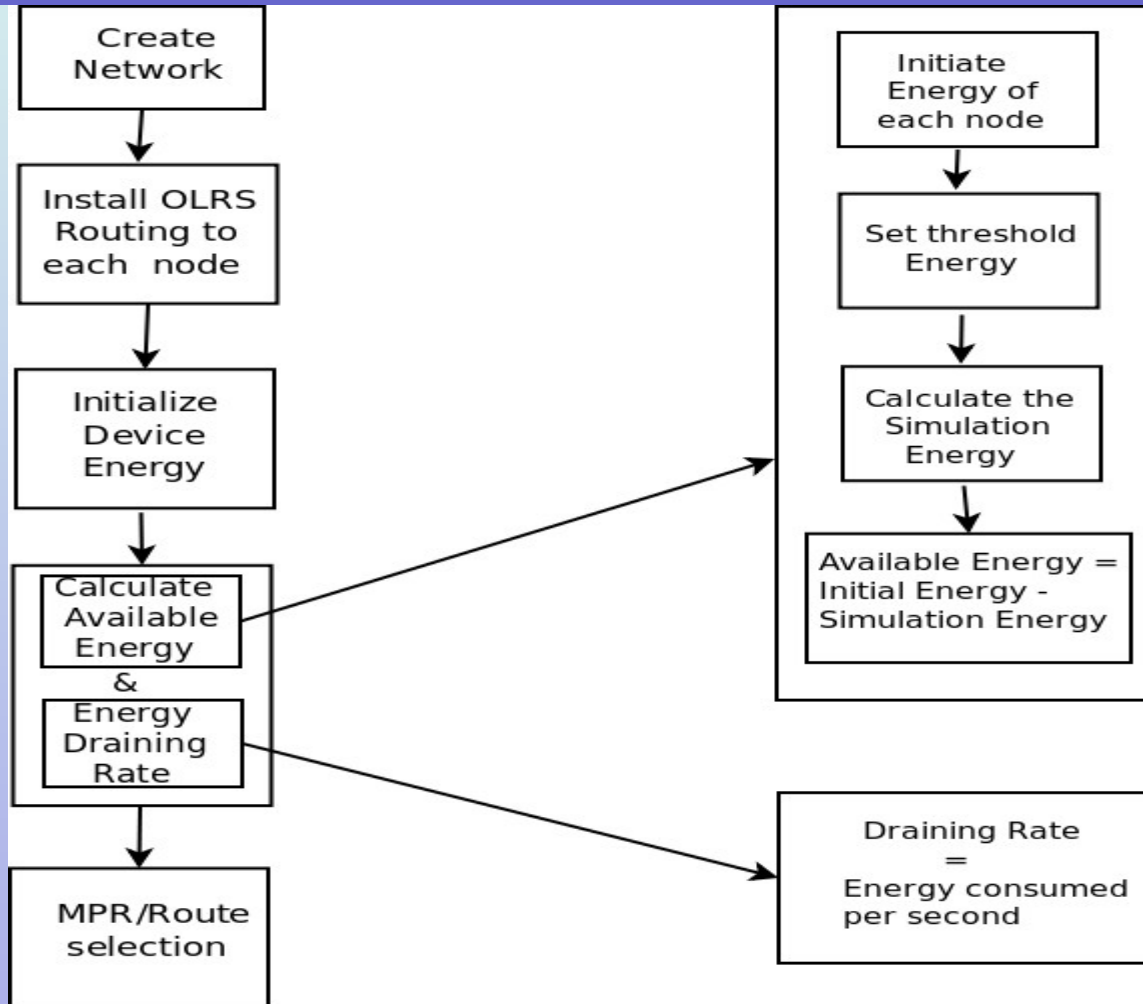 Create
Network
Install OLRS
Routing to
each node
Initialize
Device
Energy
Calculate
Available
Energy
&
Energy
Draining
Rate
MPR/Route
selection
Initiate
Energy of
each node
Set threshold
Energy
Calculate the
Simulation
Energy
Available Energy =
Initial Energy -
Simulation Energy
Draining Rate
=
Energy consumed
per second